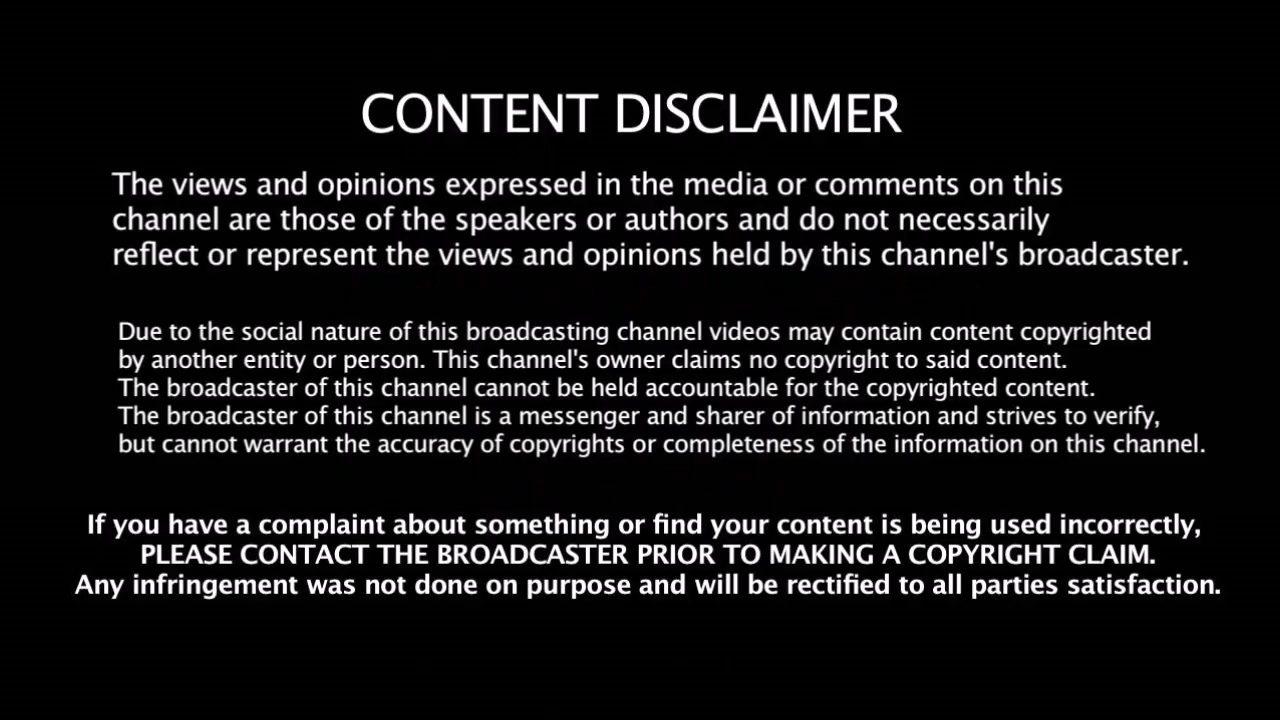 CONTENT DISCLAIMER
The views and opinions expressed in the media or comments on this
channel are those of the speakers or authors and do not necessarily
reflect or represent the views and opinions held by this channel's broadcaster.
Due to the social nature of this broadcasting channel videos may contain content copyrighted
by another entity or person. This channel's owner claims no copyright to said content.
The broadcaster of this channel cannot be held accountable for the copyrighted content.
The broadcaster of this channel is a messenger and sharer of information and strives to verify,
but cannot warrant the accuracy of copyrights or completeness of the information on this channel.
If you have a complaint about something or find your content is being used incorrectly,
PLEASE CONTACT THE BROADCASTER PRIOR TO MAKING A COPYRIGHT CLAIM.
Any infringement was not done on purpose and will be rectified to all parties satisfaction.